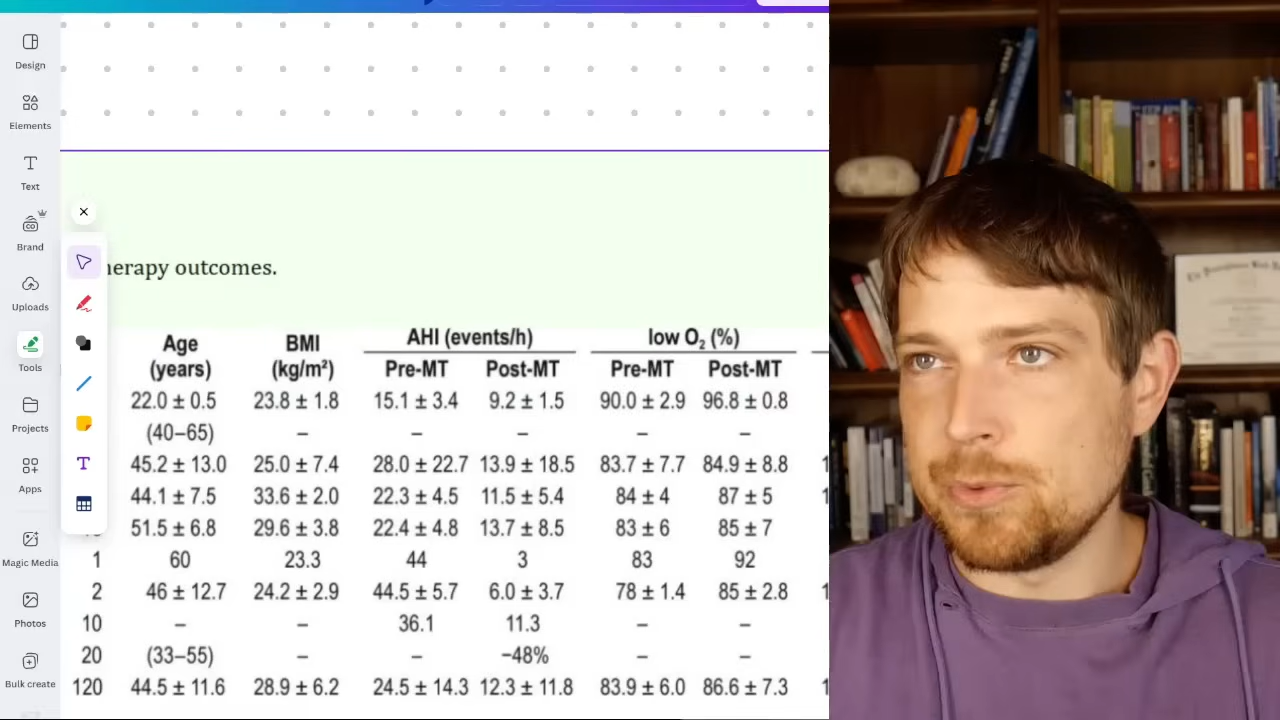 Design
Elements
Text
Brand
Uploads
Tools
Projects
Apps
Magic Media
Photos
Bulk create
T
herapy outcomes.
Age (years) BMI (kg/m²) AHI (events/h) low O₂ (%)
Pre-MT Post-MT Pre-MT Post-MT
22.0 ± 0.5 23.8 ± 1.8 15.1 ± 3.4 9.2 ± 1.5 90.0 ± 2.9 96.8 ± 0.8
(40–65) – – – – –
45.2 ± 13.0 25.0 ± 7.4 28.0 ± 22.7 13.9 ± 18.5 83.7 ± 7.7 84.9 ± 8.8 1
44.1 ± 7.5 33.6 ± 2.0 22.3 ± 4.5 11.5 ± 5.4 84 ± 4 87 ± 5 1
51.5 ± 6.8 29.6 ± 3.8 22.4 ± 4.8 13.7 ± 8.5 83 ± 6 85 ± 7
1 60 23.3 44 3 83 92
2 46 ± 12.7 24.2 ± 2.9 44.5 ± 5.7 6.0 ± 3.7 78 ± 1.4 85 ± 2.8 1
10 – – 36.1 11.3 – –
20 (33–55) – – −48% – –
120 44.5 ± 11.6 28.9 ± 6.2 24.5 ± 14.3 12.3 ± 11.8 83.9 ± 6.0 86.6 ± 7.3 1